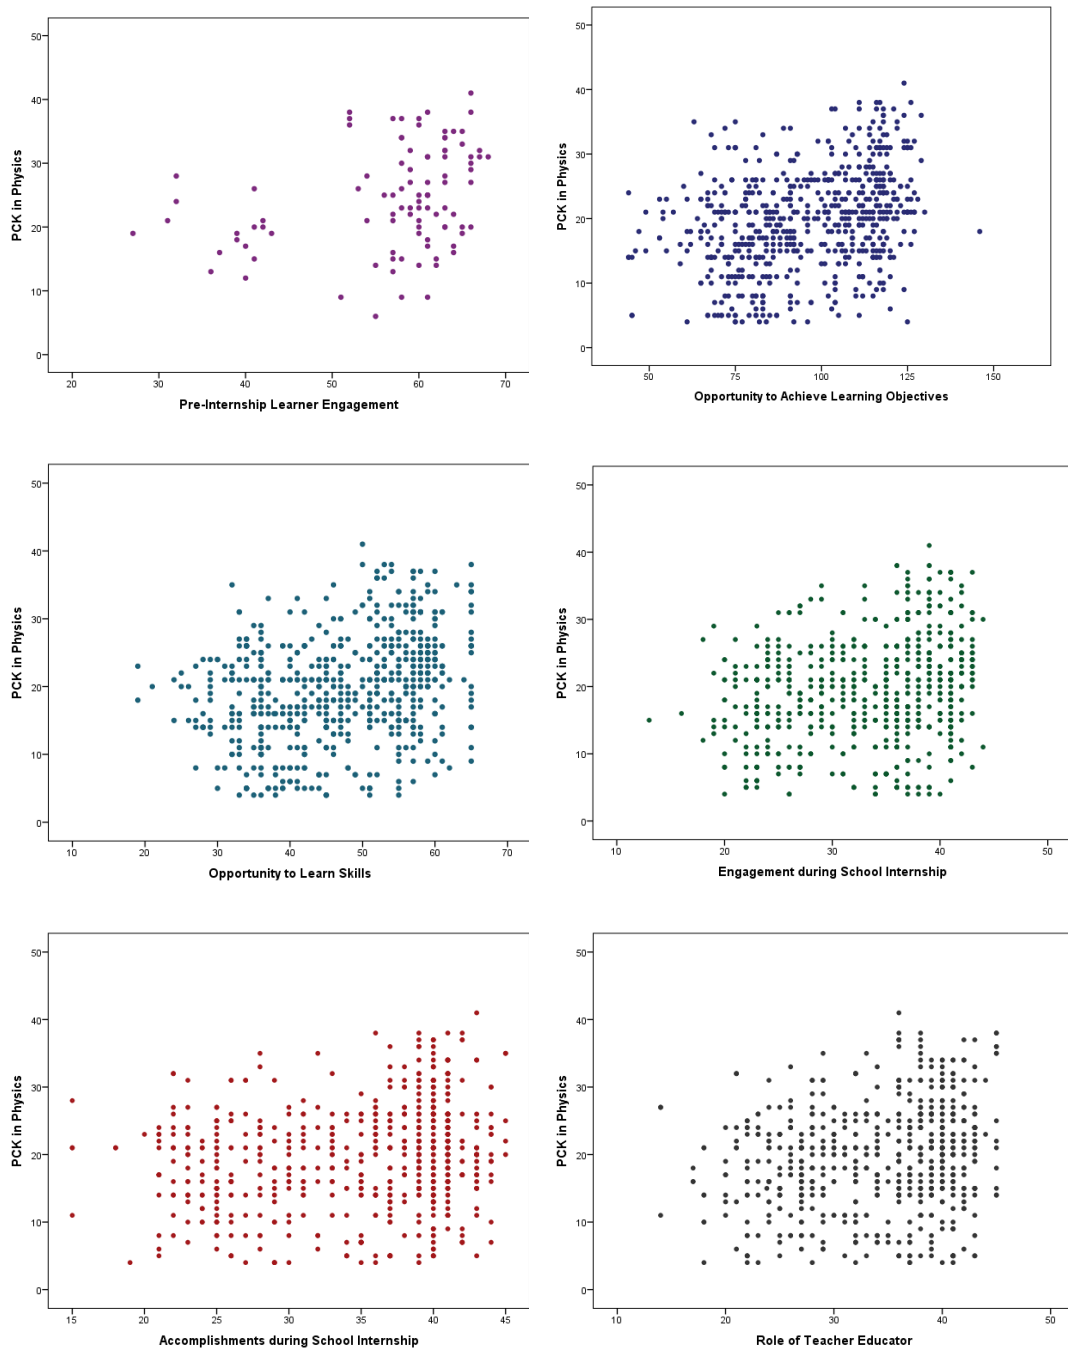 50
40
30
20
10
0
PCK in Physics
20 30 40 50 60 70
Pre-Internship Learner Engagement
50
40
30
20
10
0
PCK in Physics
50 75 100 125 150
Opportunity to Achieve Learning Objectives
50
40
30
20
10
0
PCK in Physics
10 20 30 40 50 60 70
Opportunity to Learn Skills
50
40
30
20
10
0
PCK in Physics
10 20 30 40 50
Engagement during School Internship
50
40
30
20
10
0
PCK in Physics
15 20 25 30 35 40 45
Accomplishments during School Internship
50
40
30
20
10
0
PCK in Physics
10 20 30 40 50
Role of Teacher Educator